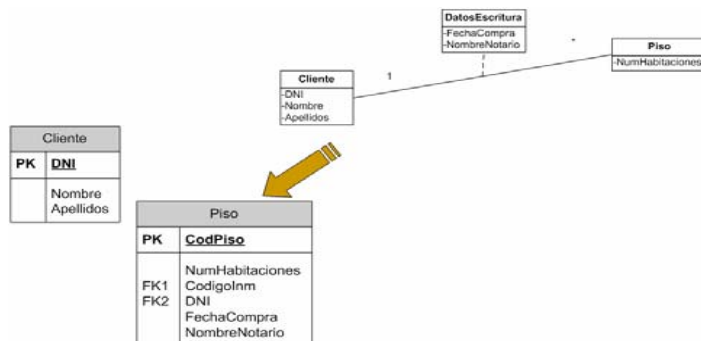 DatosEscritura
-FechaCompra
-NombreNotario
*
Piso
-NumHabitaciones
1
Cliente
-DNI
-Nombre
-Apellidos
Cliente
PK DNI
Nombre
Apellidos
Piso
PK CodPiso
NumHabitaciones
FK1 CodigoInm
FK2 DNI
FechaCompra
NombreNotario